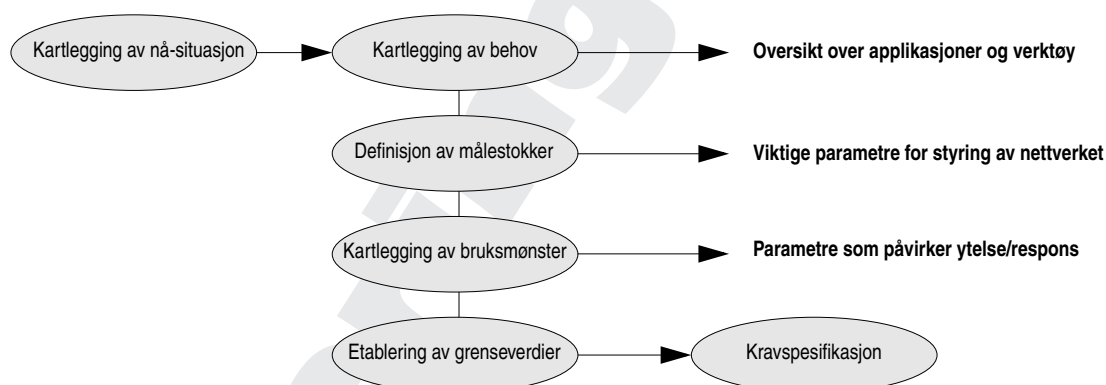 Kartlegging av nå-situasjon
Kartlegging av behov
Oversikt over applikasjoner og verktøy
Definisjon av målestokker
Viktige parametre for styring av nettverket
Kartlegging av bruksmønster
Parametre som påvirker ytelse/respons
Etablering av grenseverdier
Kravspesifikasjon